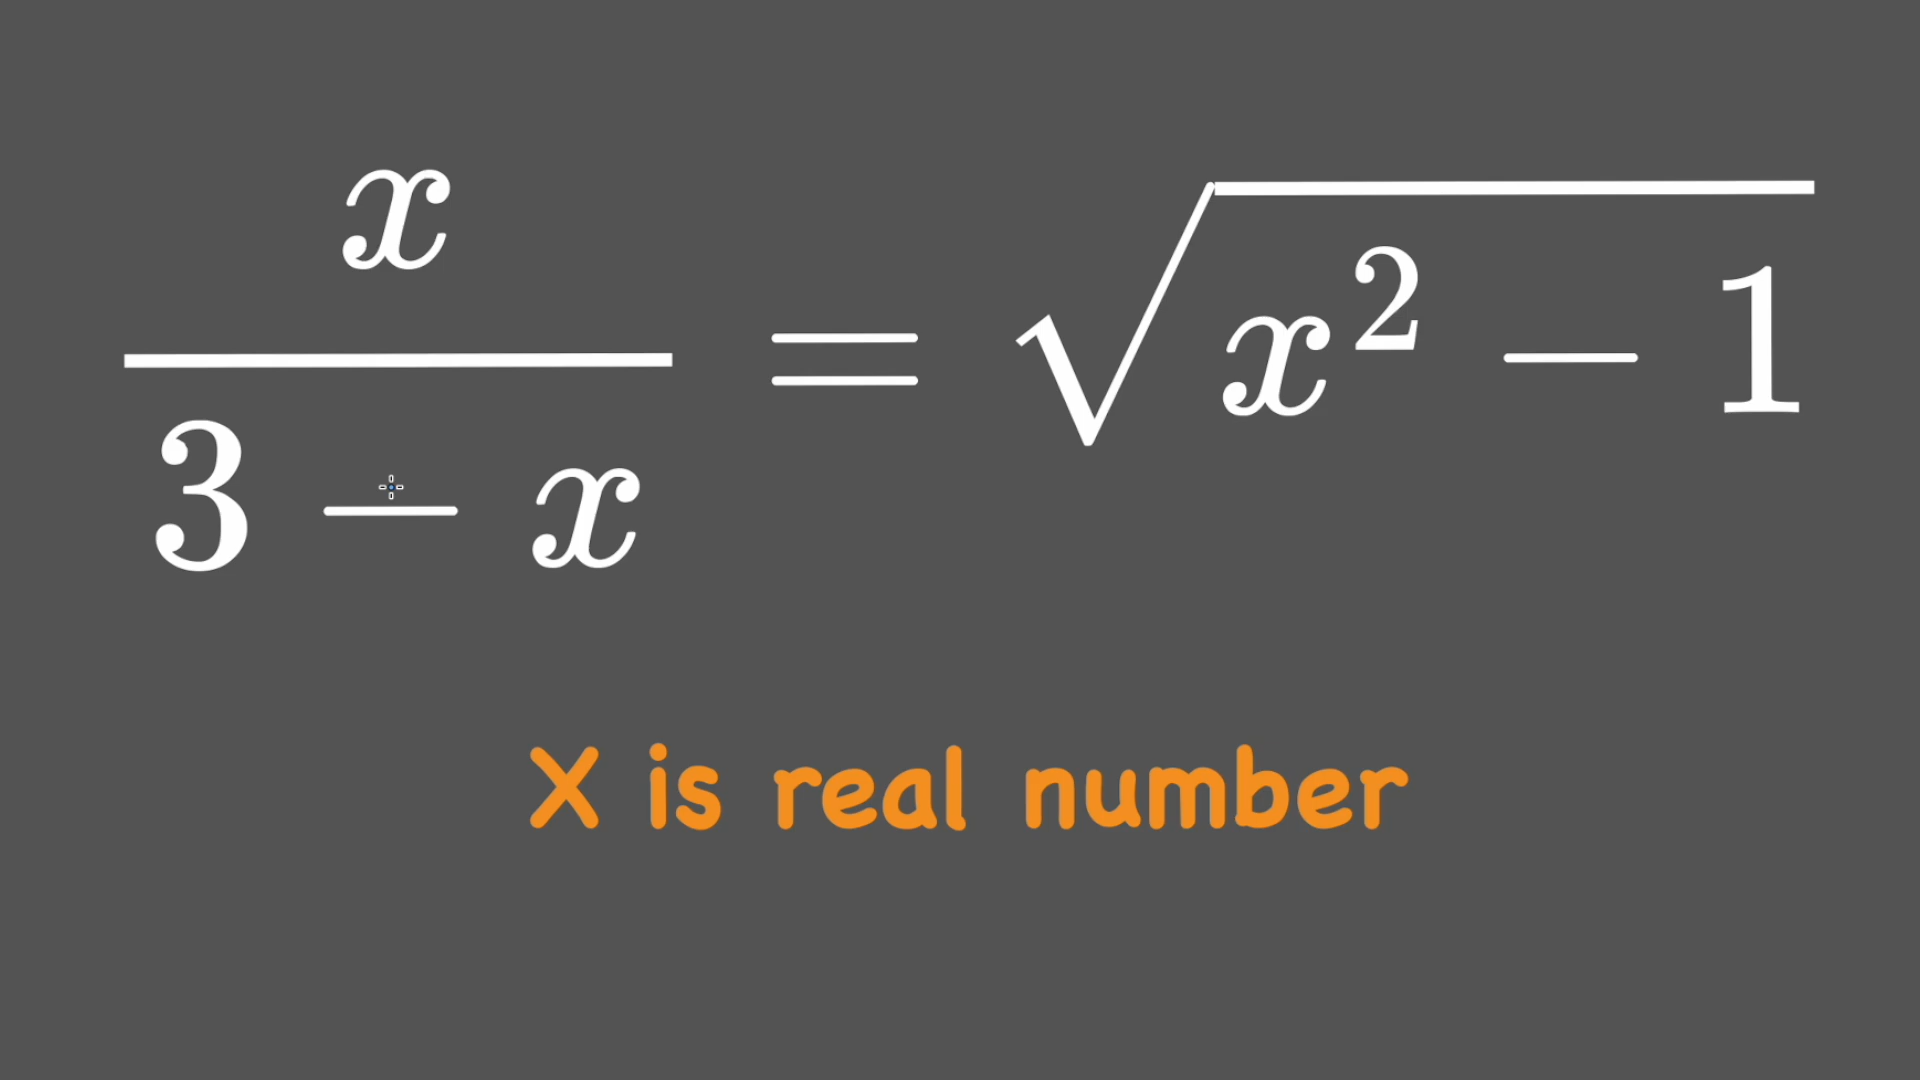 x / (3 − x) = √(x² − 1)
X is real number